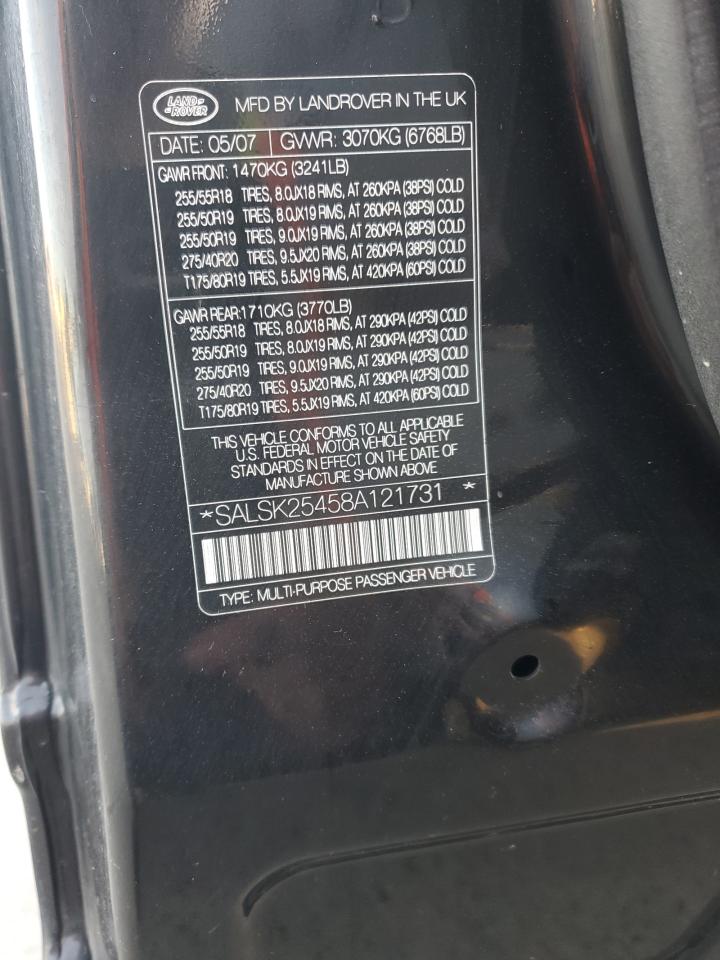 LAND-ROVER
MFD BY LANDROVER IN THE UK
DATE: 05/07 GVWR: 3070KG (6768LB)
GAWR FRONT: 1470KG (3241LB)
255/55R18 TIRES, 8.0JX18 RIMS, AT 260KPA (38PSI) COLD
255/50R19 TIRES, 8.0JX19 RIMS, AT 260KPA (38PSI) COLD
255/50R19 TIRES, 9.0JX19 RIMS, AT 260KPA (38PSI) COLD
275/40R20 TIRES, 9.5JX20 RIMS, AT 260KPA (38PSI) COLD
T175/80R19 TIRES, 5.5JX19 RIMS, AT 420KPA (60PSI) COLD
GAWR REAR: 1710KG (3770LB)
255/55R18 TIRES, 8.0JX18 RIMS, AT 290KPA (42PSI) COLD
255/50R19 TIRES, 8.0JX19 RIMS, AT 290KPA (42PSI) COLD
255/50R19 TIRES, 9.0JX19 RIMS, AT 290KPA (42PSI) COLD
275/40R20 TIRES, 9.5JX20 RIMS, AT 290KPA (42PSI) COLD
T175/80R19 TIRES, 5.5JX19 RIMS, AT 420KPA (60PSI) COLD
THIS VEHICLE CONFORMS TO ALL APPLICABLE
U.S. FEDERAL MOTOR VEHICLE SAFETY
STANDARDS IN EFFECT ON THE DATE OF
MANUFACTURE SHOWN ABOVE
*SALSK25458A121731 *
TYPE: MULTI-PURPOSE PASSENGER VEHICLE